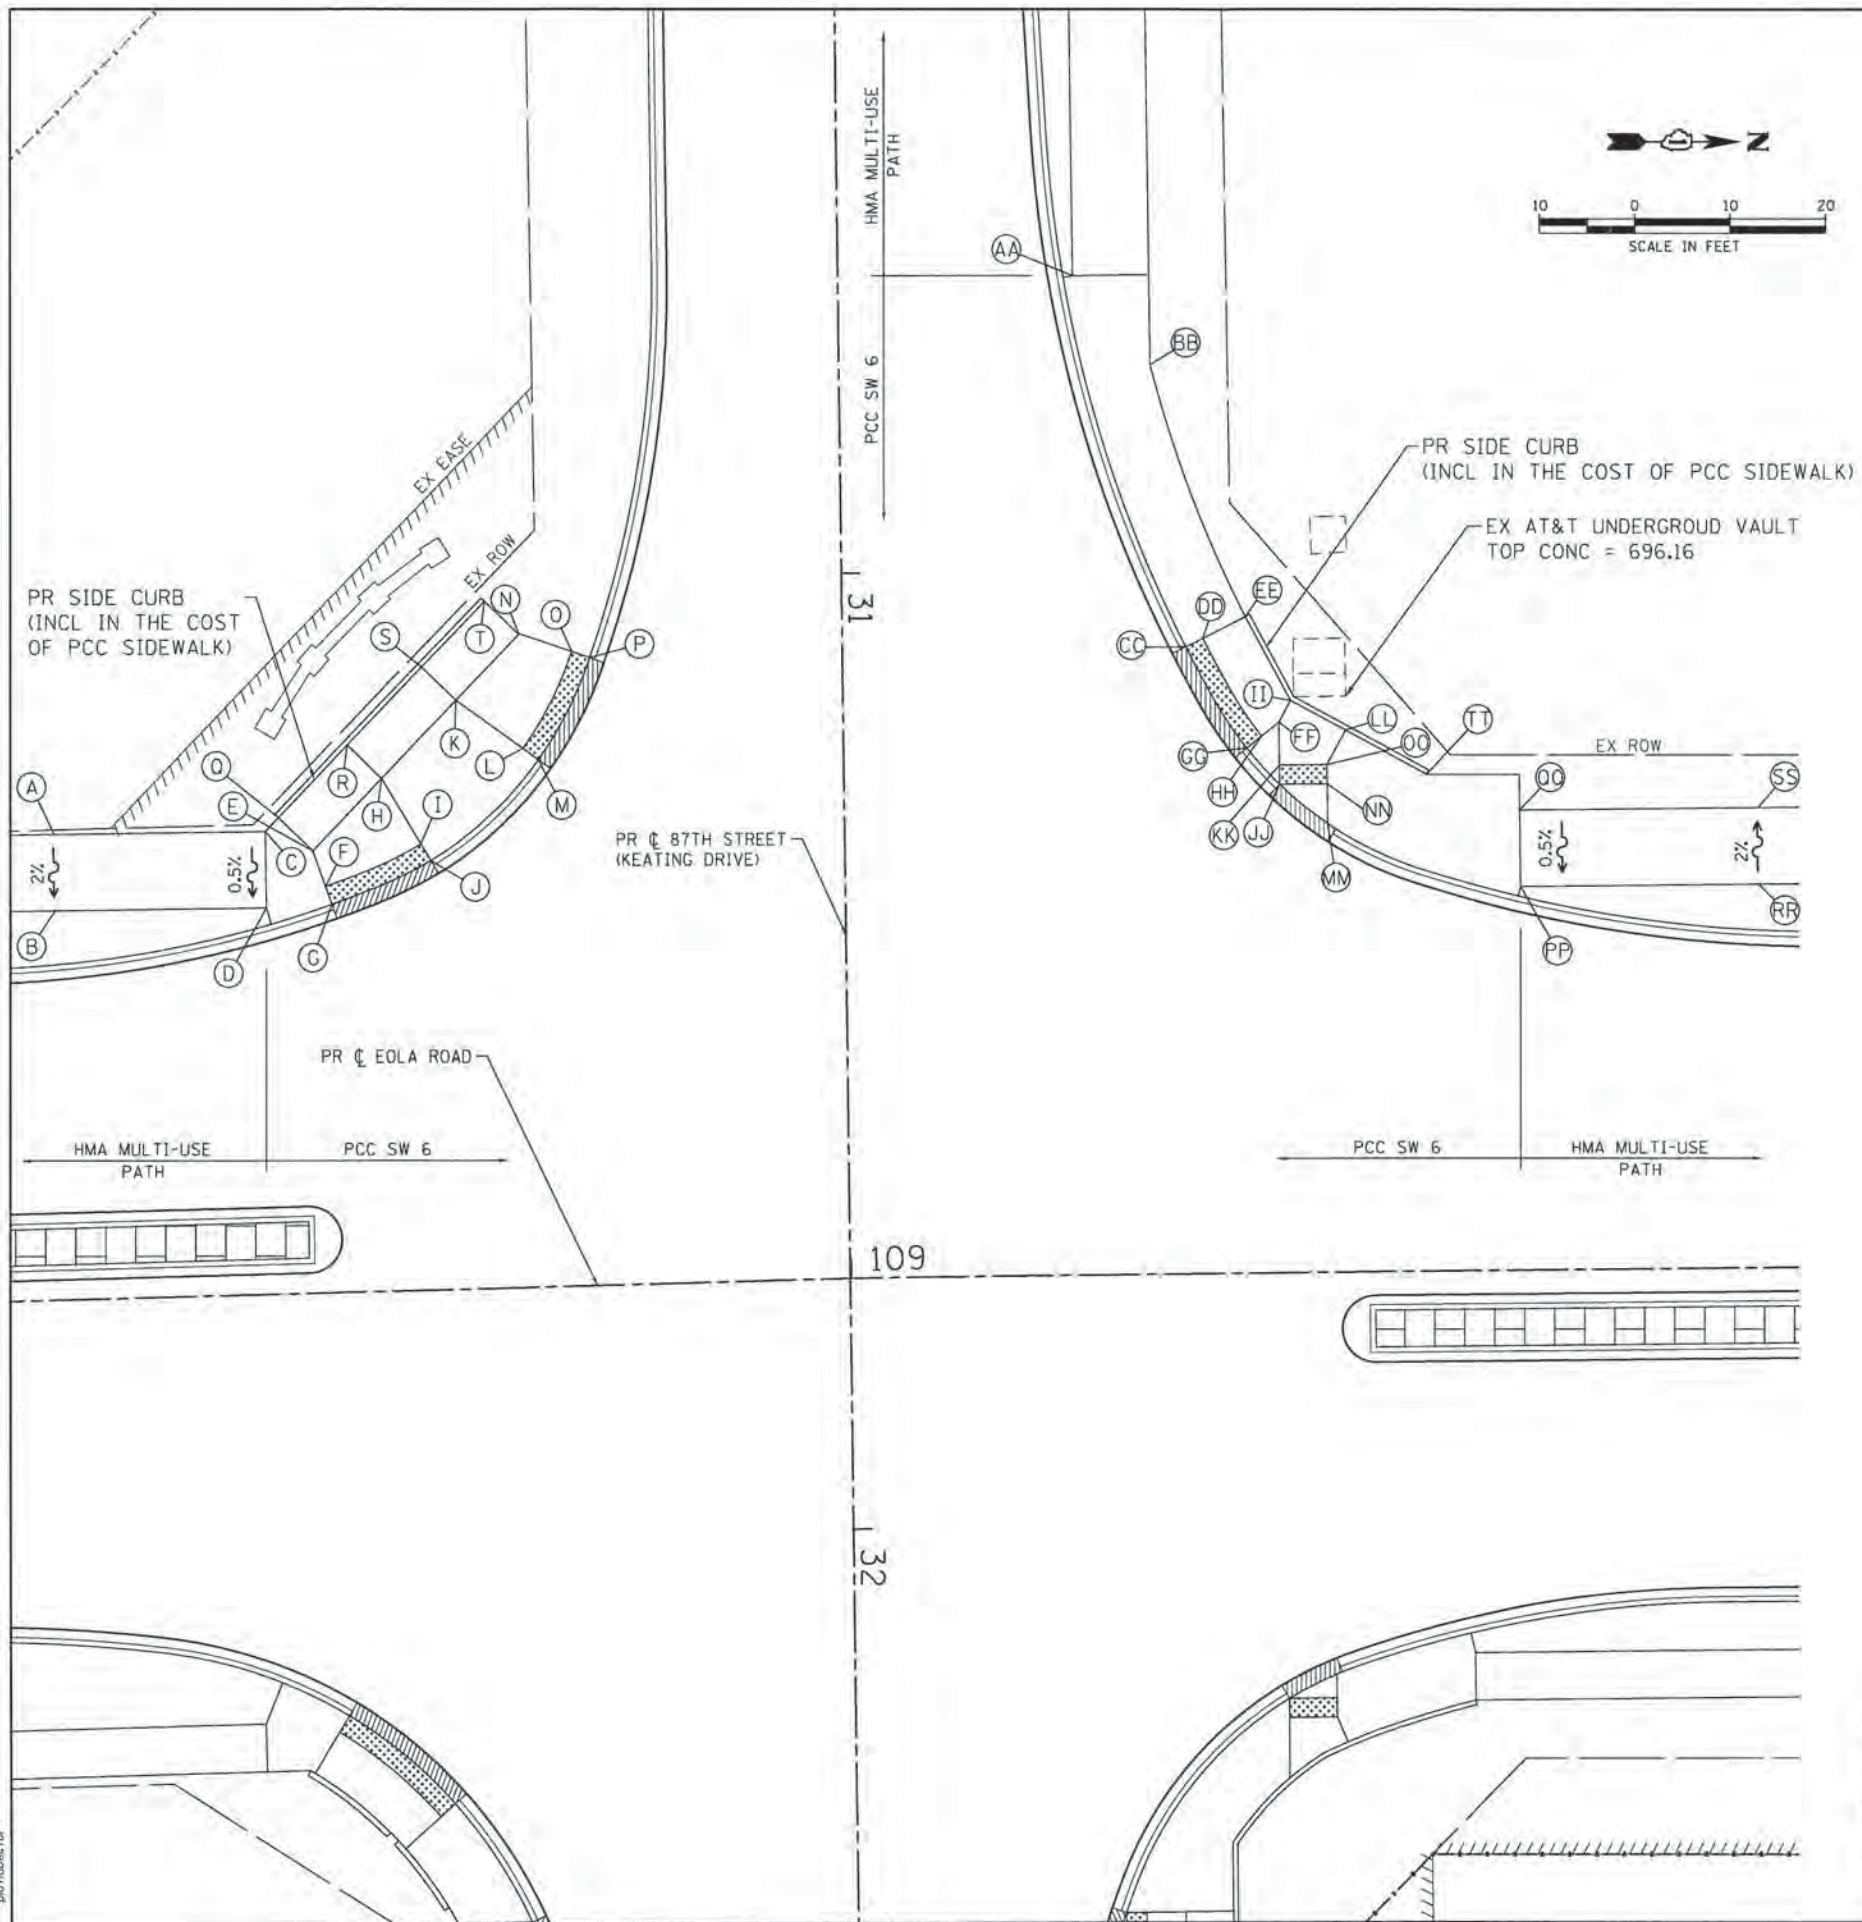 HMA MULTI-USE
PATH
PCC SW 6
N
10 0 10 20
SCALE IN FEET
AA
BB
PR SIDE CURB
(INCL IN THE COST OF PCC SIDEWALK)
EX AT&T UNDERGROUD VAULT
TOP CONC = 696.16
EX EASE
EX ROW
PR SIDE CURB
(INCL IN THE COST
OF PCC SIDEWALK)
S
T
N
O
P
31
CC
DD
EE
II
FF
LL
OO
TT
EX ROW
A
Q
E
R
H
K
L
M
I
C
F
J
B
D
G
2%
0.5%
GG
HH
KK
JJ
NN
MM
QQ
SS
0.5%
2%
RR
PP
PR ℄ 87TH STREET
(KEATING DRIVE)
PR ℄ EOLA ROAD
HMA MULTI-USE
PATH
PCC SW 6
PCC SW 6
HMA MULTI-USE
PATH
109
32